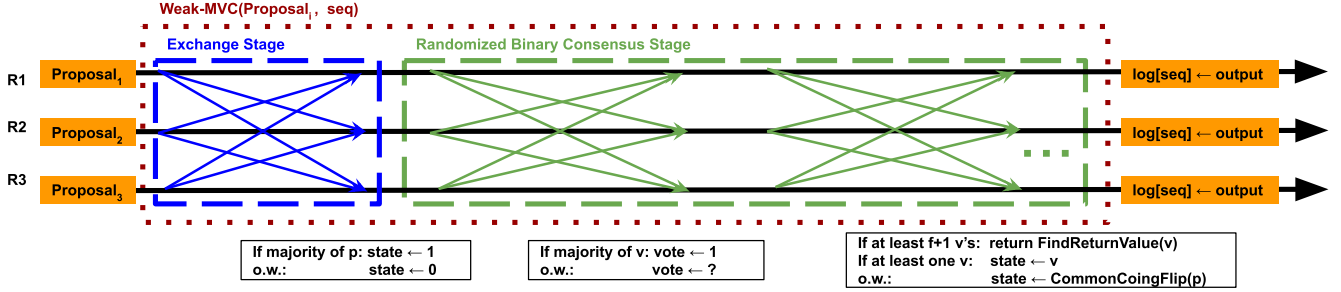 Weak-MVC(Proposal_i, seq)
Exchange Stage
Randomized Binary Consensus Stage
R1
Proposal_1
log[seq] ← output
R2
Proposal_2
log[seq] ← output
R3
Proposal_3
log[seq] ← output
If majority of p: state ← 1
o.w.: state ← 0
If majority of v: vote ← 1
o.w.: vote ← ?
If at least f+1 v's: return FindReturnValue(v)
If at least one v: state ← v
o.w.: state ← CommonCoingFlip(p)